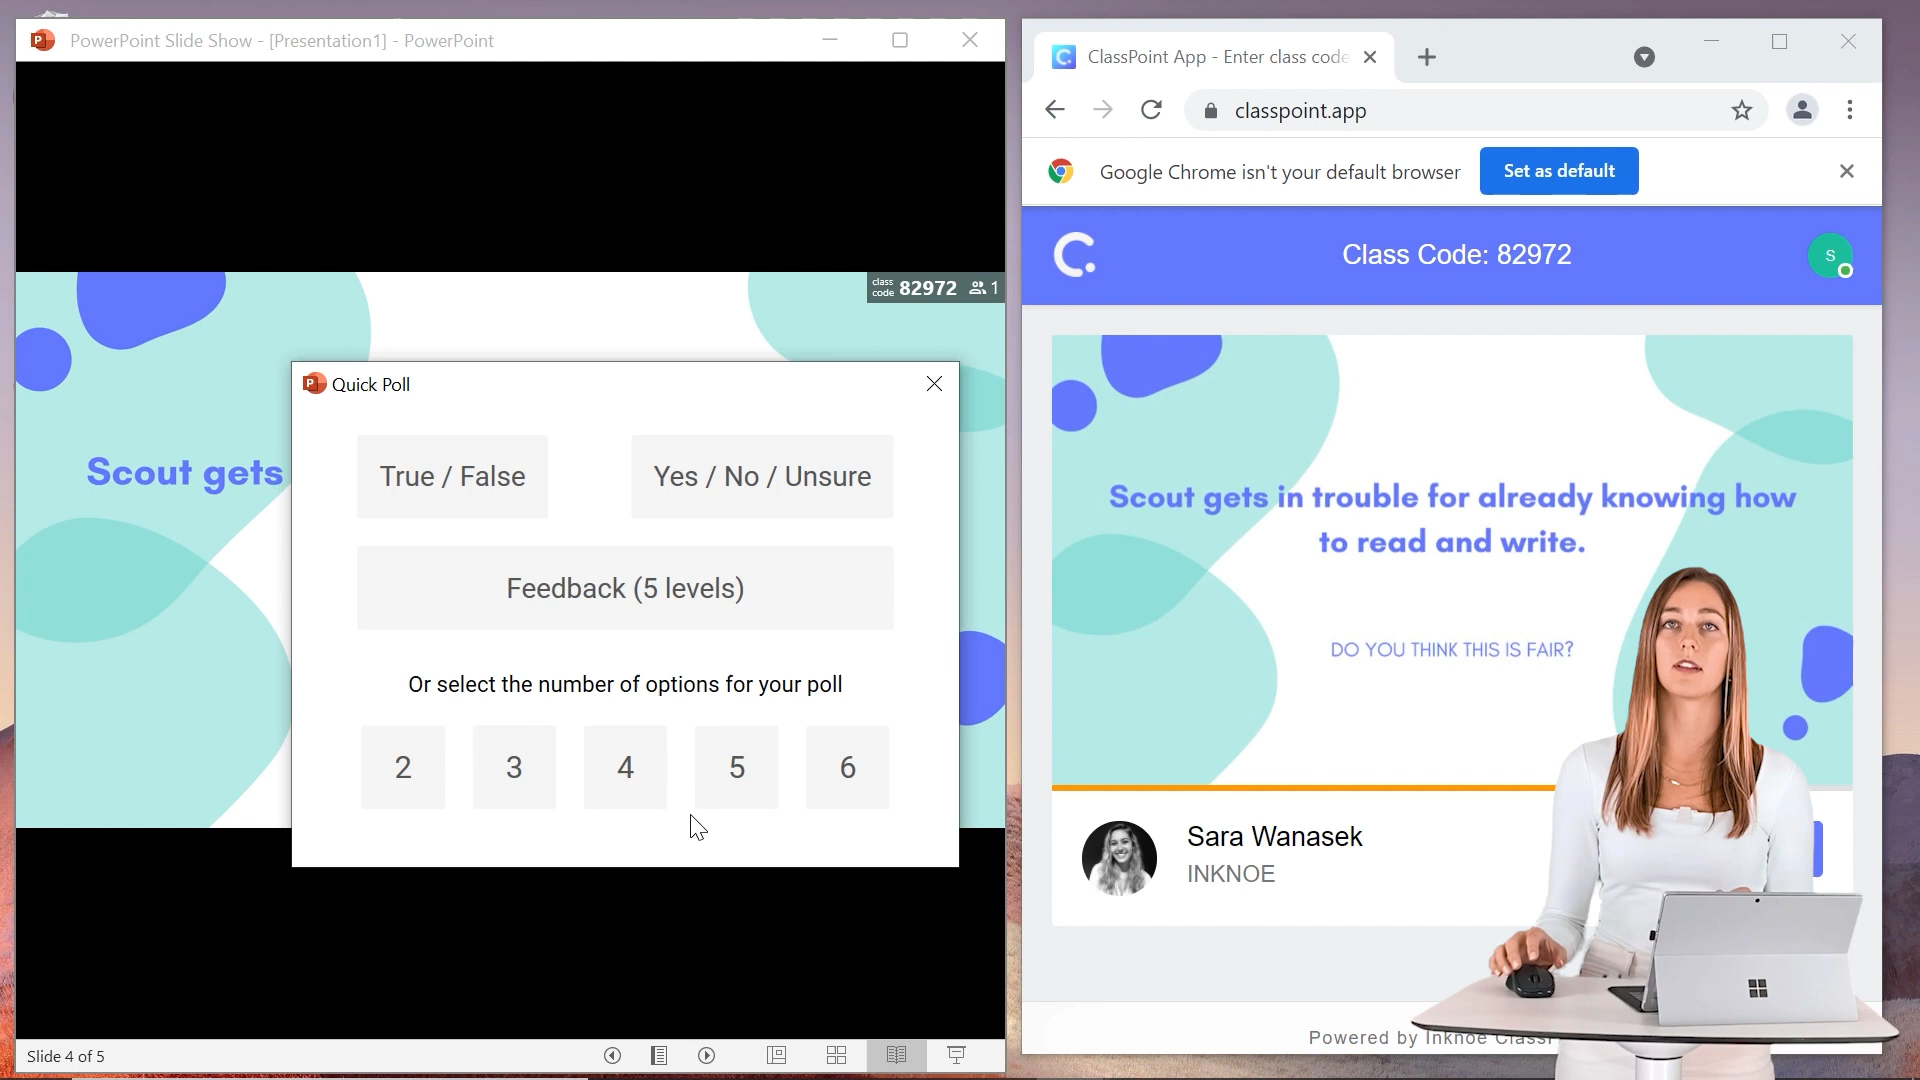 PowerPoint Slide Show - [Presentation1] - PowerPoint
class code 82972 1
Scout gets
Quick Poll
True / False
Yes / No / Unsure
Feedback (5 levels)
Or select the number of options for your poll
2 3 4 5 6
Slide 4 of 5
ClassPoint App - Enter class code
classpoint.app
Google Chrome isn't your default browser
Set as default
Class Code: 82972
S
Scout gets in trouble for already knowing how
to read and write.
DO YOU THINK THIS IS FAIR?
Sara Wanasek
INKNOE
Powered by Inknoe